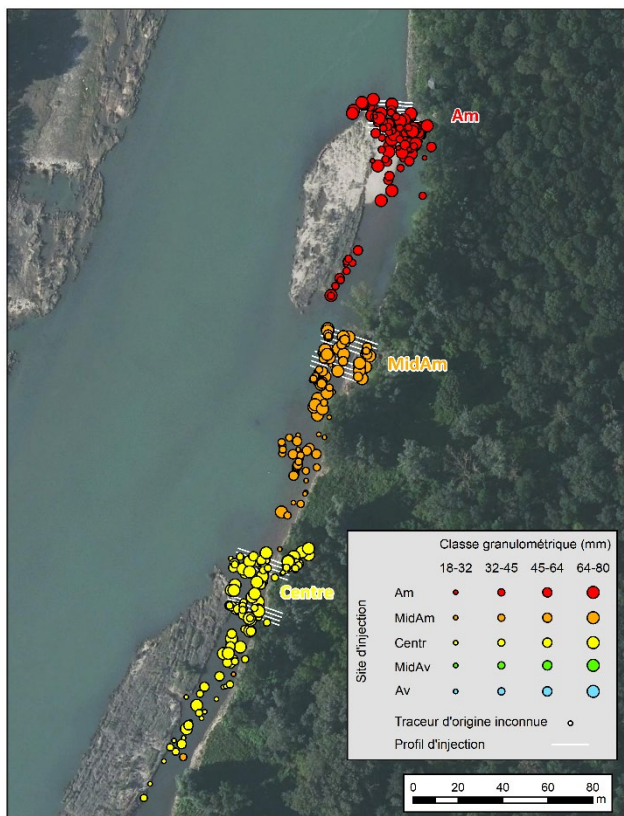 Am
MidAm
Centre
Classe granulométrique (mm)
18-32 32-45 45-64 64-80
Site d'injection
Am
MidAm
Centr
MidAv
Av
Traceur d'origine inconnue
Profil d'injection
0 20 40 60 80
m